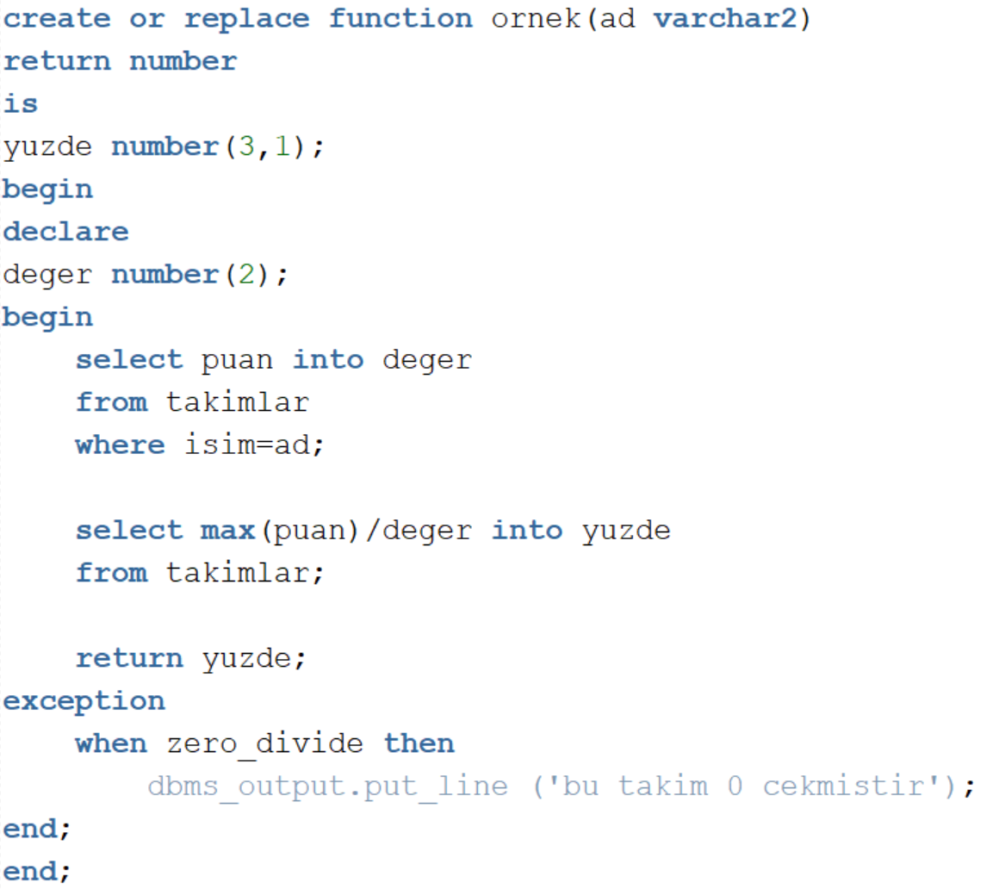 create or replace function ornek(ad varchar2)
return number
is
yuzde number(3,1);
begin
declare
deger number(2);
begin
select puan into deger
from takimlar
where isim=ad;
select max(puan)/deger into yuzde
from takimlar;
return yuzde;
exception
when zero_divide then
dbms_output.put_line ('bu takim 0 cekmistir');
end;
end;